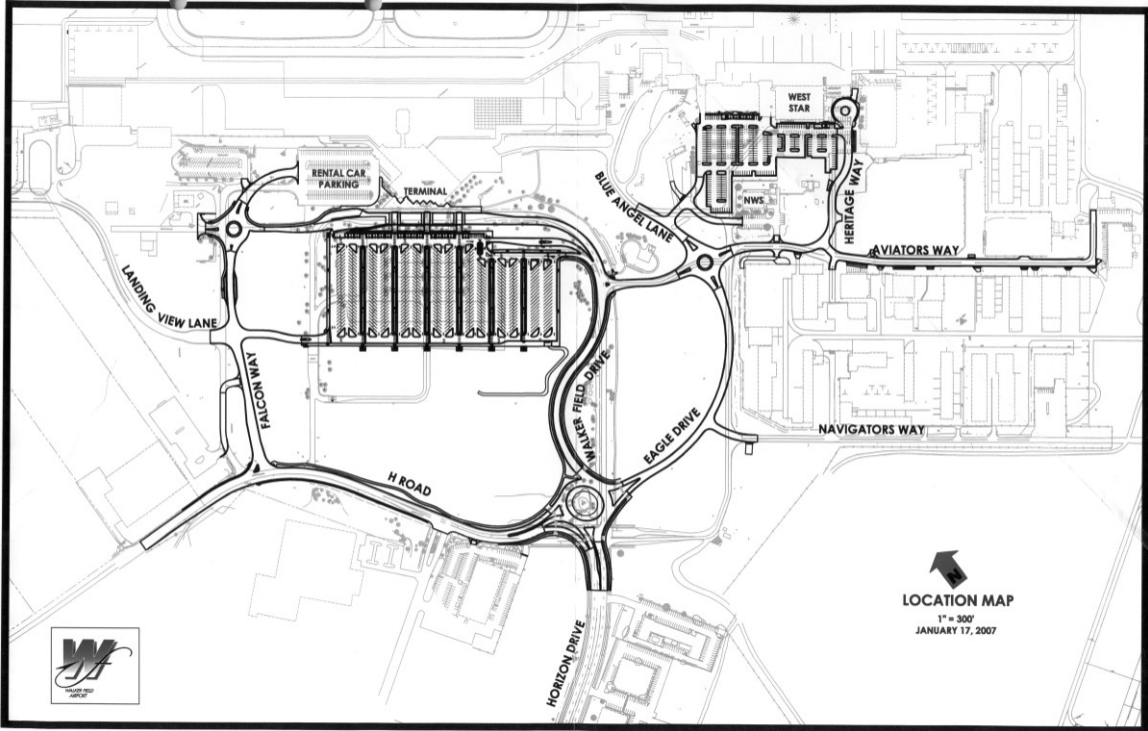 WEST
STAR
RENTAL CAR
PARKING
TERMINAL
BLUE ANGEL LANE
NWS
HERITAGE WAY
AVIATORS WAY
LANDING VIEW LANE
FALCON WAY
WALKER FIELD DRIVE
EAGLE DRIVE
NAVIGATORS WAY
H ROAD
HORIZON DRIVE
N
LOCATION MAP
1" = 300'
JANUARY 17, 2007
WF
WALKER FIELD
AIRPORT